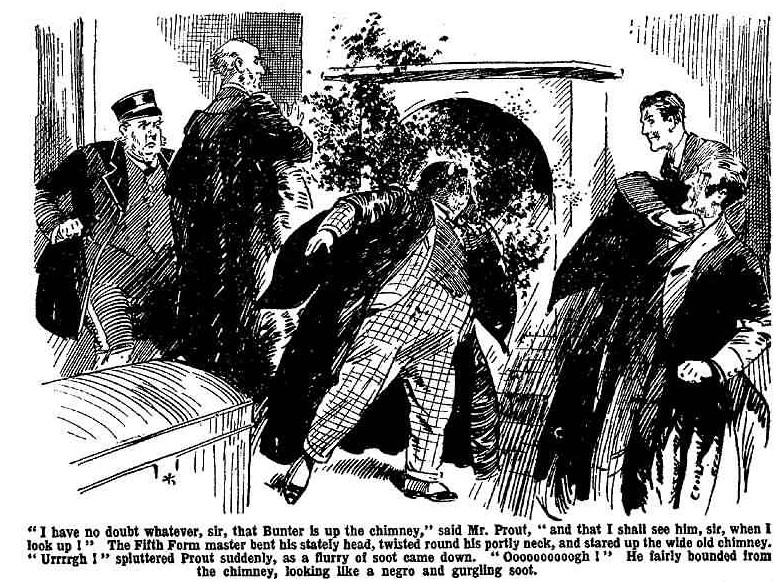 "I have no doubt whatever, sir, that Bunter is up the chimney," said Mr. Prout, "and that I shall see him, sir, when I
look up!" The Fifth Form master bent his stately head, twisted round his portly neck, and stared up the wide old chimney.
"Urrrrgh!" spluttered Prout suddenly, as a flurry of soot came down. "Oooooooooogh!" He fairly bounded from
the chimney, looking like a negro and gurgling soot.